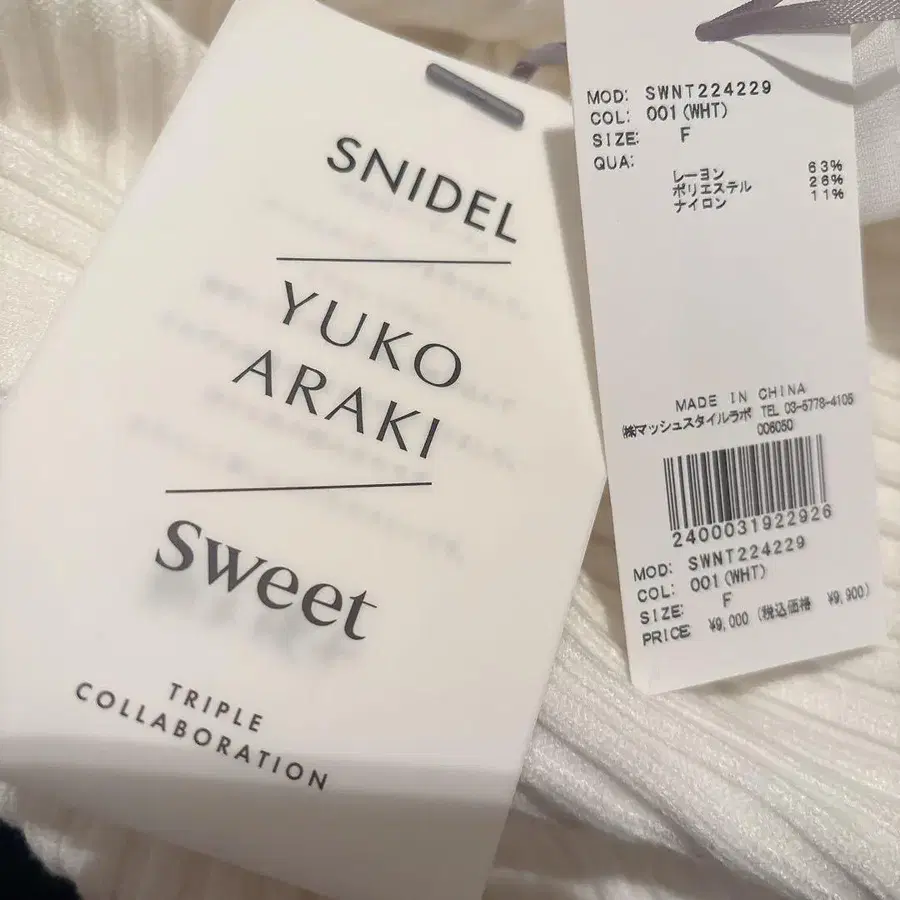 SNIDEL
YUKO
ARAKI
Sweet
TRIPLE
COLLABORATION
MOD: SWNT224229
COL: 001(WHT)
SIZE: F
QUA:
レーヨン 63%
ポリエステル 26%
ナイロン 11%
MADE IN CHINA
㈱マッシュスタイルラボ TEL 03-5778-4105
006050
2400031922926
MOD: SWNT224229
COL: 001(WHT)
SIZE: F
PRICE ¥9,000 (税込価格 ¥9,900)